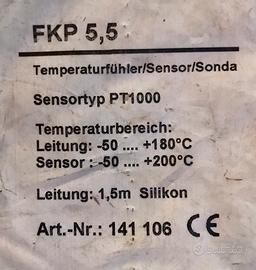 FKP 5,5
Temperaturfühler/Sensor/Sonda
Sensortyp PT1000
Temperaturbereich:
Leitung: -50 .... +180°C
Sensor : -50 .... +200°C
Leitung: 1,5m Silikon
Art.-Nr.: 141 106 CE